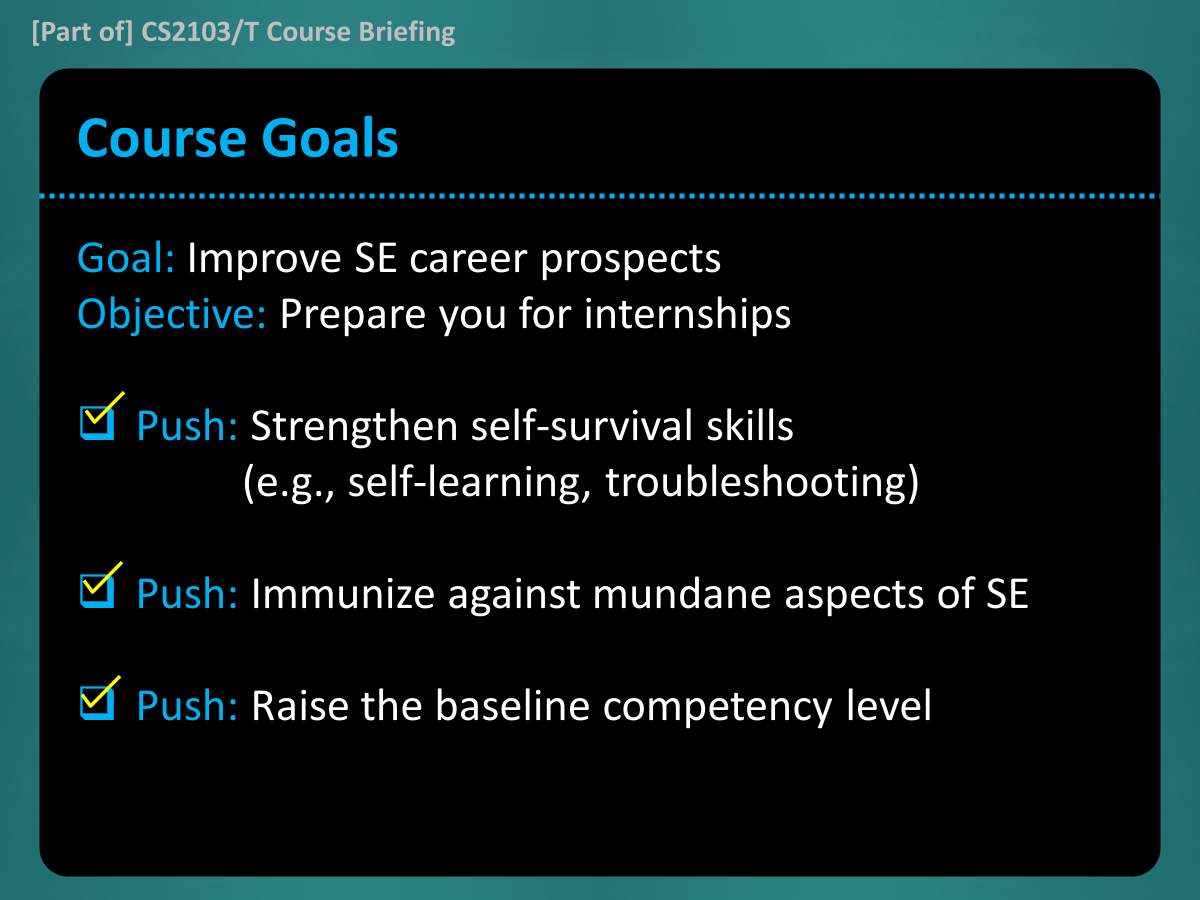 [Part of] CS2103/T Course Briefing
Course Goals
Goal: Improve SE career prospects
Objective: Prepare you for internships
Push: Strengthen self-survival skills
(e.g., self-learning, troubleshooting)
Push: Immunize against mundane aspects of SE
Push: Raise the baseline competency level